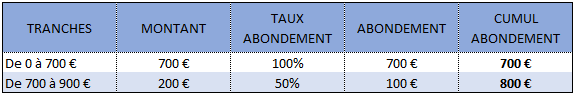 TRANCHES MONTANT TAUX ABONDEMENT ABONDEMENT CUMUL ABONDEMENT
De 0 à 700 € 700 € 100% 700 € 700 €
De 700 à 900 € 200 € 50% 100 € 800 €